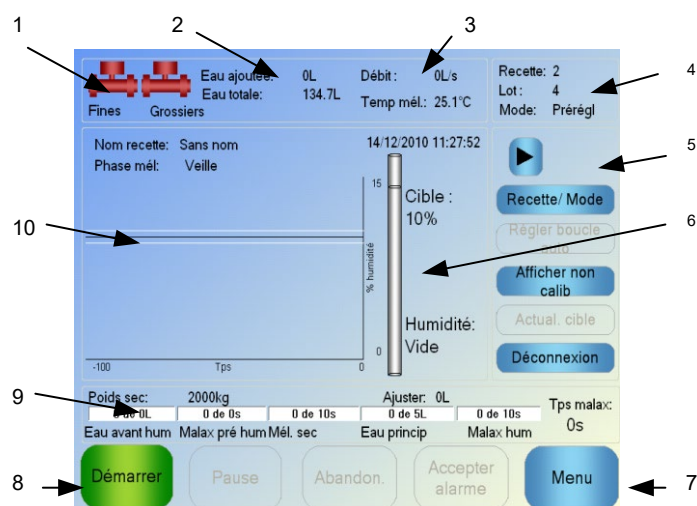 1
2
3
4
5
6
7
8
9
10
Eau ajoutée: 0L
Eau totale: 134.7L
Débit : 0L/s
Temp mél.: 25.1°C
Fines Grossiers
Recette: 2
Lot : 4
Mode: Prérégl
Nom recette: Sans nom
14/12/2010 11:27:52
Phase mél: Veille
15
Cible :
10%
% humidité
Humidité:
Vide
0
-100 Tps 0
Recette/ Mode
Régler boucle
auto
Afficher non
calib
Actual. cible
Déconnexion
Poids sec: 2000kg
Ajuster: 0L
0 de 0L 0 de 0s 0 de 10s 0 de 5L 0 de 10s
Eau avant hum Malax pré hum Mél. sec Eau princip Malax hum
Tps malax:
0s
Démarrer
Pause
Abandon.
Accepter
alarme
Menu